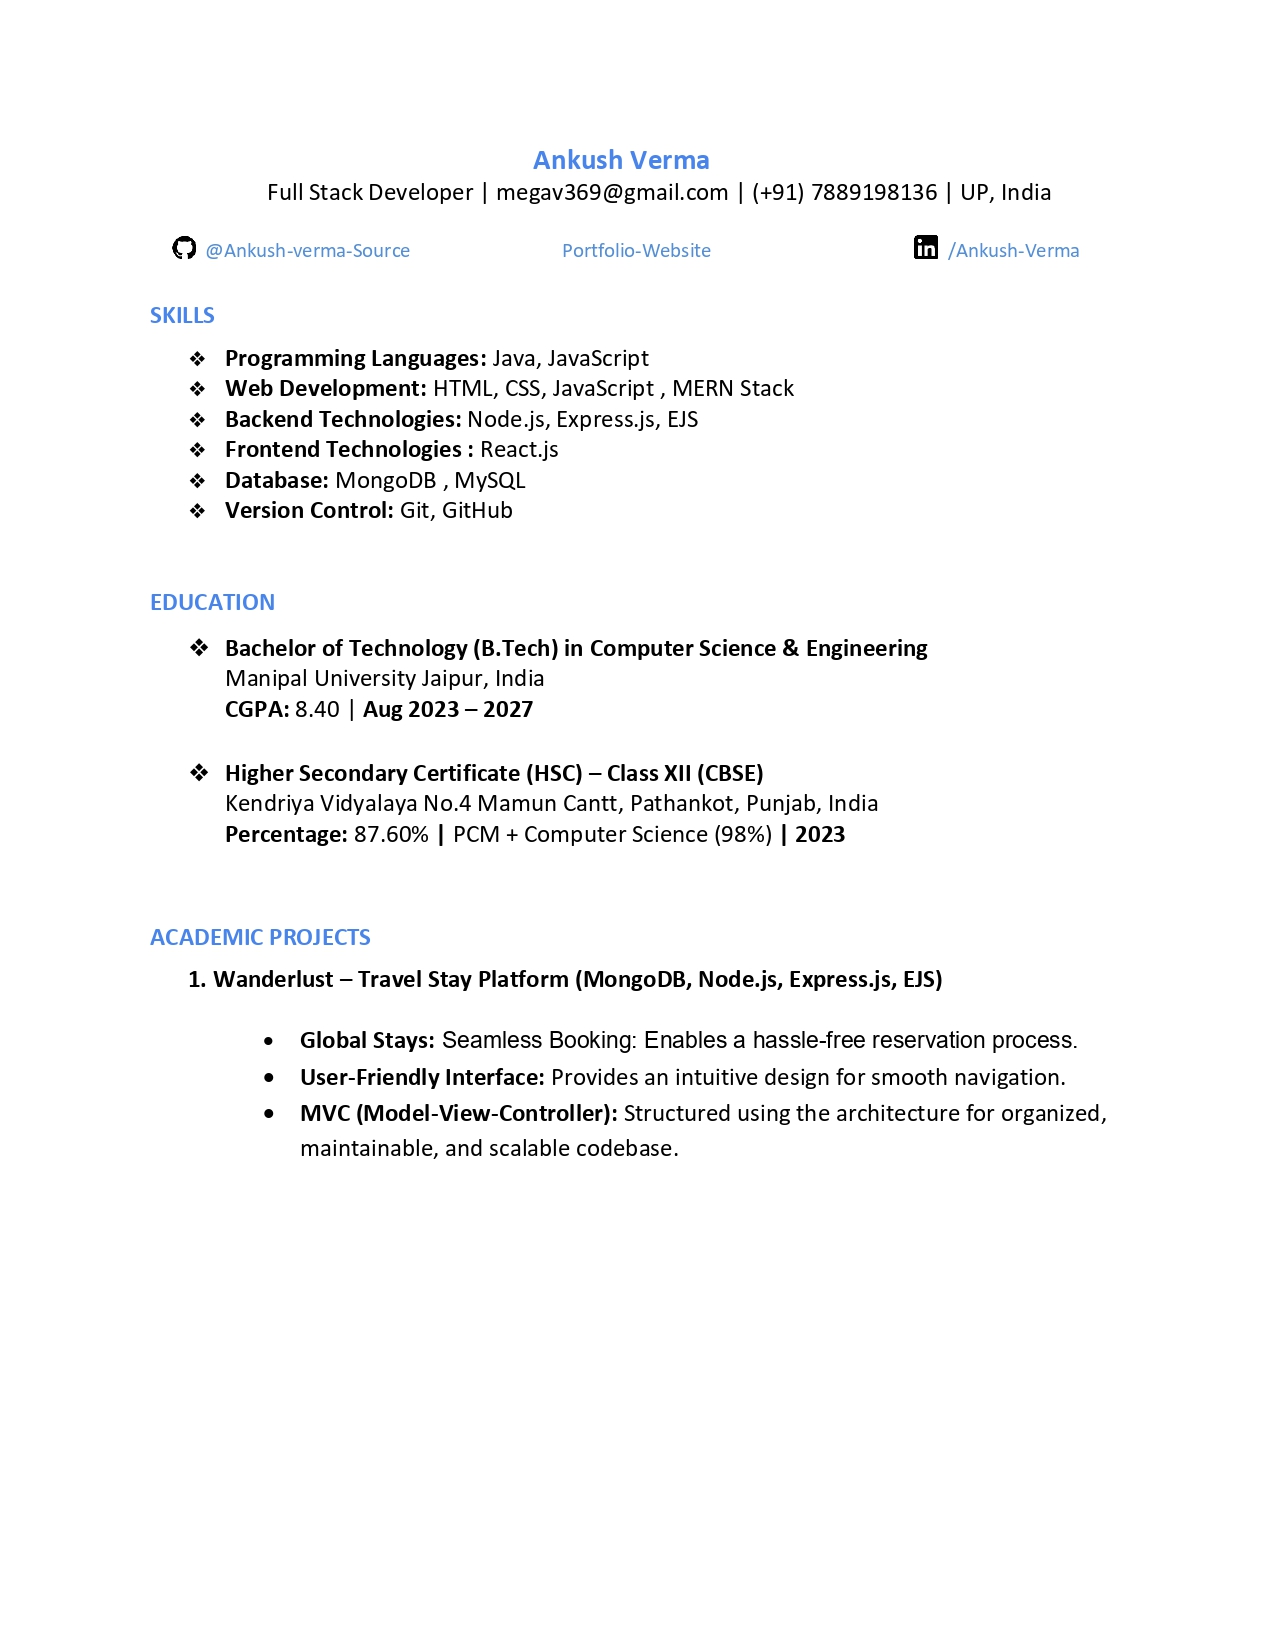 Ankush Verma
Full Stack Developer | megav369@gmail.com | (+91) 7889198136 | UP, India
@Ankush-verma-Source Portfolio-Website in /Ankush-Verma
SKILLS
❖ Programming Languages: Java, JavaScript
❖ Web Development: HTML, CSS, JavaScript , MERN Stack
❖ Backend Technologies: Node.js, Express.js, EJS
❖ Frontend Technologies : React.js
❖ Database: MongoDB , MySQL
❖ Version Control: Git, GitHub
EDUCATION
❖ Bachelor of Technology (B.Tech) in Computer Science & Engineering
Manipal University Jaipur, India
CGPA: 8.40 | Aug 2023 – 2027
❖ Higher Secondary Certificate (HSC) – Class XII (CBSE)
Kendriya Vidyalaya No.4 Mamun Cantt, Pathankot, Punjab, India
Percentage: 87.60% | PCM + Computer Science (98%) | 2023
ACADEMIC PROJECTS
1. Wanderlust – Travel Stay Platform (MongoDB, Node.js, Express.js, EJS)
• Global Stays: Seamless Booking: Enables a hassle-free reservation process.
• User-Friendly Interface: Provides an intuitive design for smooth navigation.
• MVC (Model-View-Controller): Structured using the architecture for organized,
maintainable, and scalable codebase.